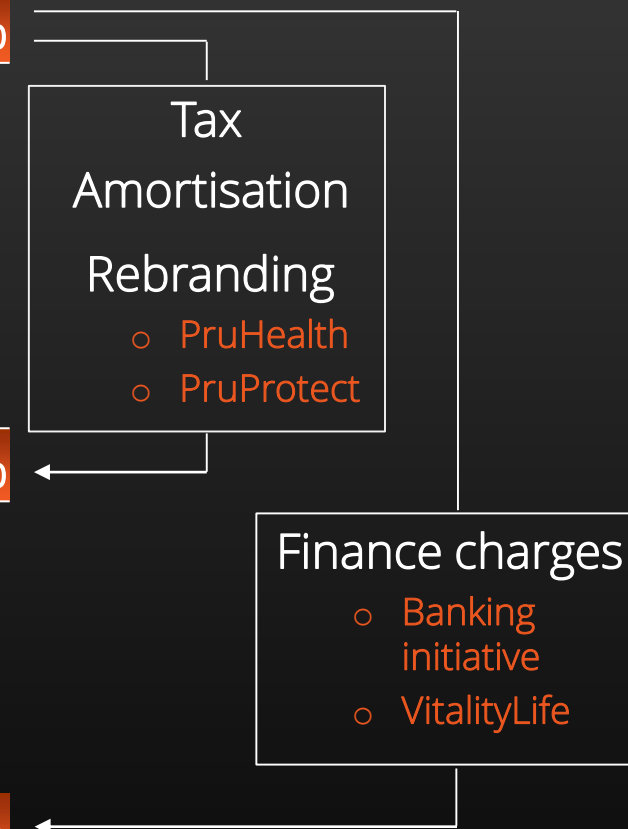 Tax
Amortisation
Rebranding
PruHealth
PruProtect
Finance charges
Banking
initiative
VitalityLife